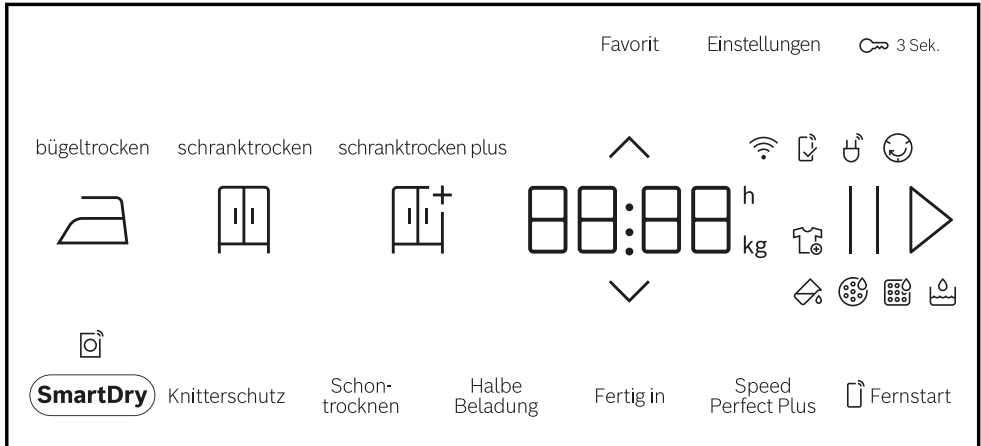 Favorit Einstellungen 3 Sek.
bügeltrocken schranktrocken schranktrocken plus
88:88 h
kg
SmartDry Knitterschutz Schon-
trocknen Halbe
Beladung Fertig in Speed
Perfect Plus Fernstart